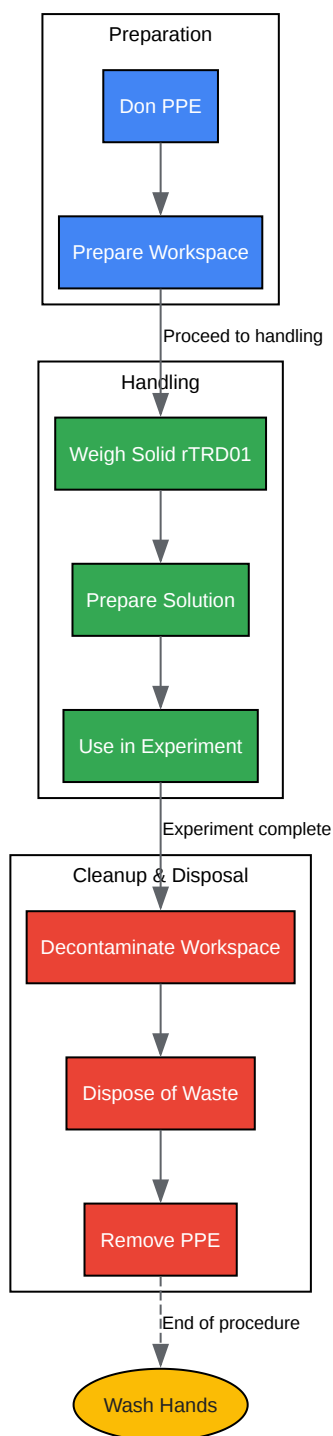 Preparation
Don PPE
Prepare Workspace
Proceed to handling
Handling
Weigh Solid rTRD01
Prepare Solution
Use in Experiment
Experiment complete
Cleanup & Disposal
Decontaminate Workspace
Dispose of Waste
Remove PPE
End of procedure
Wash Hands